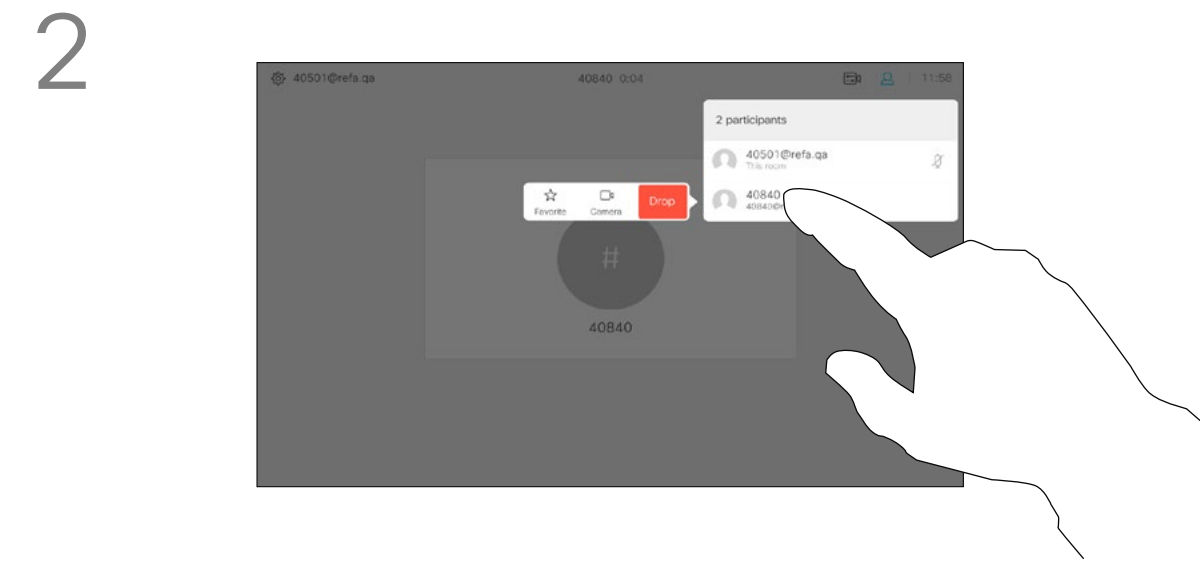 2
40501@refa.qa 40840 0:04 11:58
2 participants
40501@refa.qa
This room
40840
Favorite Camera Drop
#
40840